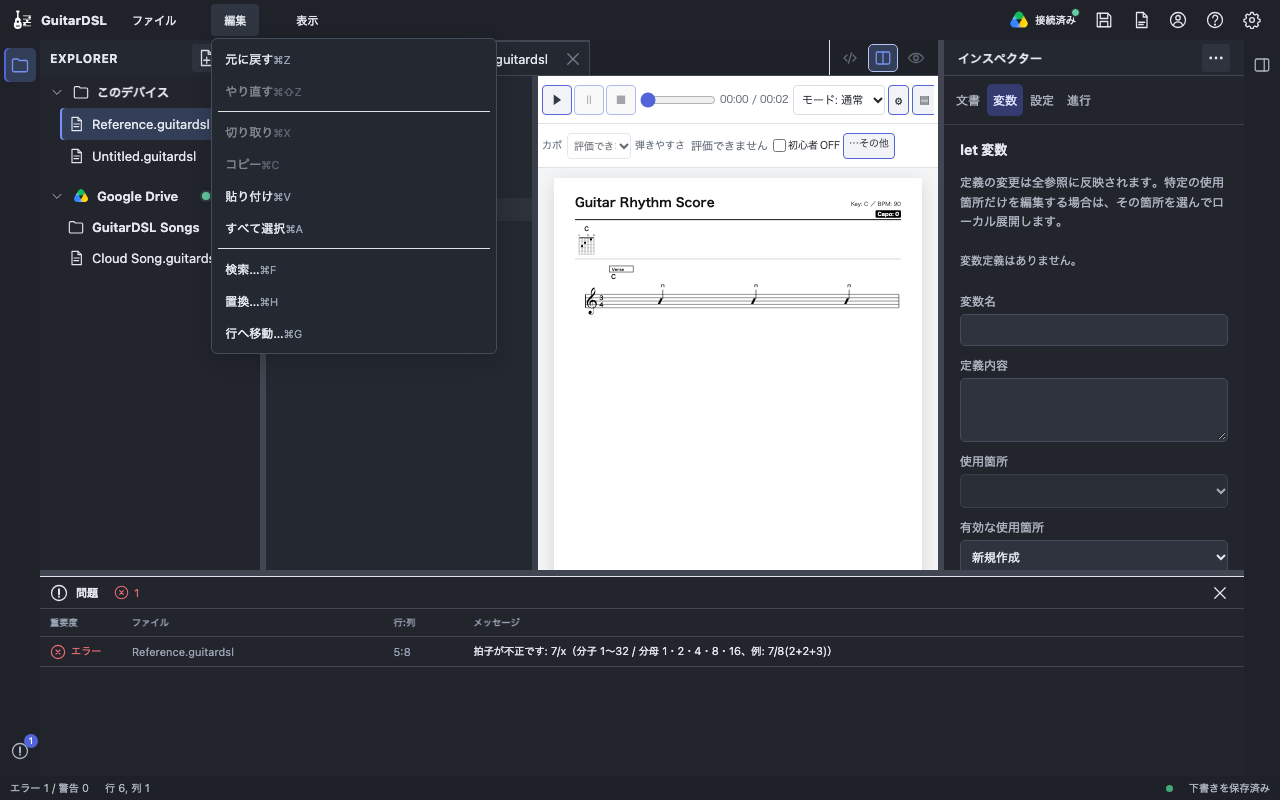 GuitarDSL
ファイル
編集
表示
接続済み
EXPLORER
元に戻す⌘Z
やり直す⌘⇧Z
切り取り⌘X
コピー⌘C
貼り付け⌘V
すべて選択⌘A
検索...⌘F
置換...⌘H
行へ移動...⌘G
このデバイス
Reference.guitardsl
Untitled.guitardsl
Google Drive
GuitarDSL Songs
Cloud Song.guitards
guitardsl
00:00 / 00:02
モード: 通常
カポ
評価でき
弾きやすさ
評価できません
初心者 OFF
…その他
Guitar Rhythm Score
Key: C ／ BPM: 90
Capo: 0
C
Verse
C
3
4
インスペクター
文書
変数
設定
進行
let 変数
定義の変更は全参照に反映されます。特定の使用
箇所だけを編集する場合は、その箇所を選んでロ
ーカル展開します。
変数定義はありません。
変数名
定義内容
使用箇所
有効な使用箇所
新規作成
問題
1
重要度
ファイル
行:列
メッセージ
エラー
Reference.guitardsl
5:8
拍子が不正です: 7/x（分子 1〜32 / 分母 1・2・4・8・16、例: 7/8(2+2+3)）
1
エラー 1 / 警告 0
行 6, 列 1
下書きを保存済み